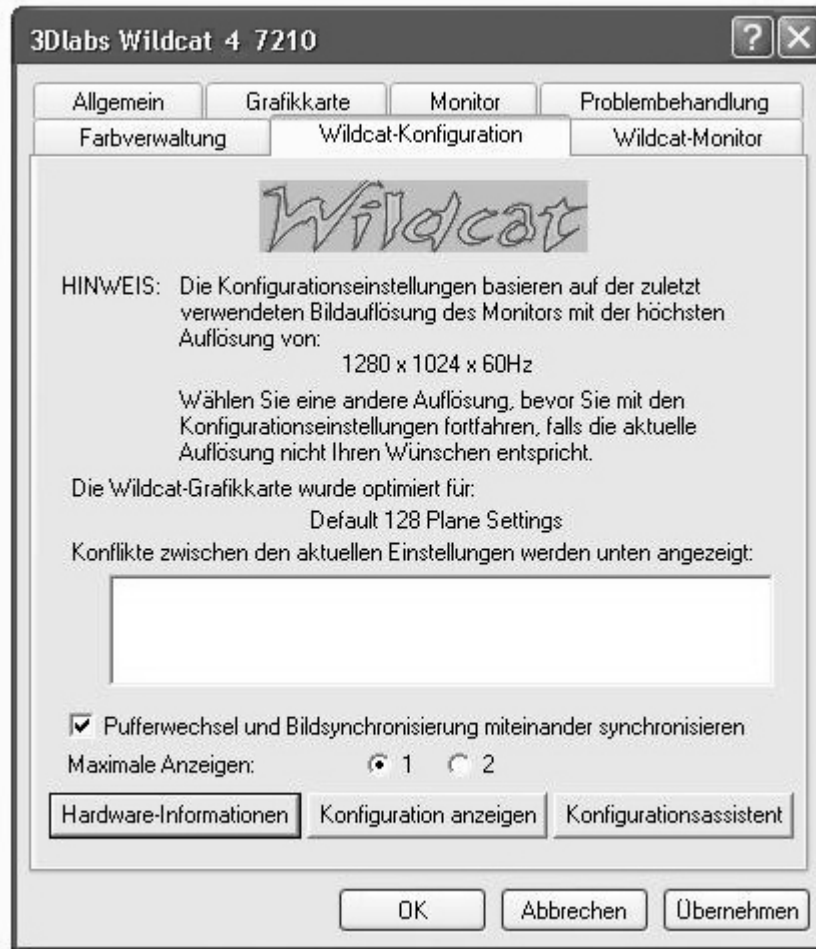 3Dlabs Wildcat 4 7210
Allgemein Grafikkarte Monitor Problembehandlung
Farbverwaltung Wildcat-Konfiguration Wildcat-Monitor
Wildcat
HINWEIS: Die Konfigurationseinstellungen basieren auf der zuletzt
verwendeten Bildauflösung des Monitors mit der höchsten
Auflösung von:
1280 x 1024 x 60Hz
Wählen Sie eine andere Auflösung, bevor Sie mit den
Konfigurationseinstellungen fortfahren, falls die aktuelle
Auflösung nicht Ihren Wünschen entspricht.
Die Wildcat-Grafikkarte wurde optimiert für:
Default 128 Plane Settings
Konflikte zwischen den aktuellen Einstellungen werden unten angezeigt:
Pufferwechsel und Bildsynchronisierung miteinander synchronisieren
Maximale Anzeigen: 1 2
Hardware-Informationen Konfiguration anzeigen Konfigurationsassistent
OK Abbrechen Übernehmen